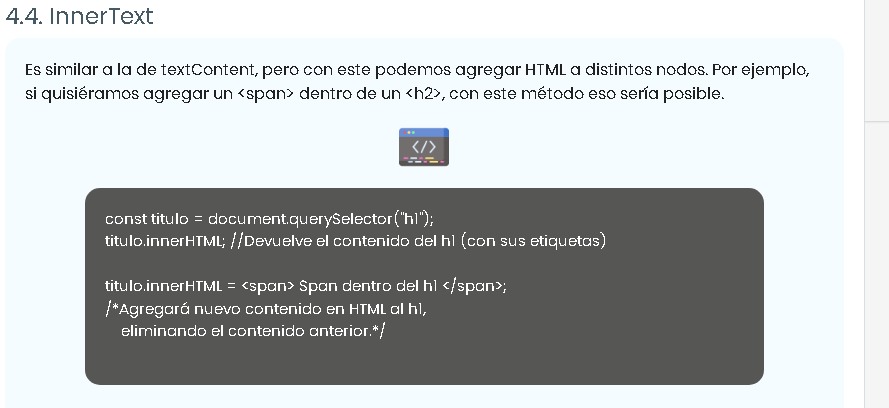 4.4. InnerText
Es similar a la de textContent, pero con este podemos agregar HTML a distintos nodos. Por ejemplo,
si quisiéramos agregar un <span> dentro de un <h2>, con este método eso sería posible.
</>
const titulo = document.querySelector("h1");
titulo.innerHTML; //Devuelve el contenido del h1 (con sus etiquetas)
titulo.innerHTML = <span> Span dentro del h1 </span>;
/*Agregará nuevo contenido en HTML al h1,
eliminando el contenido anterior.*/